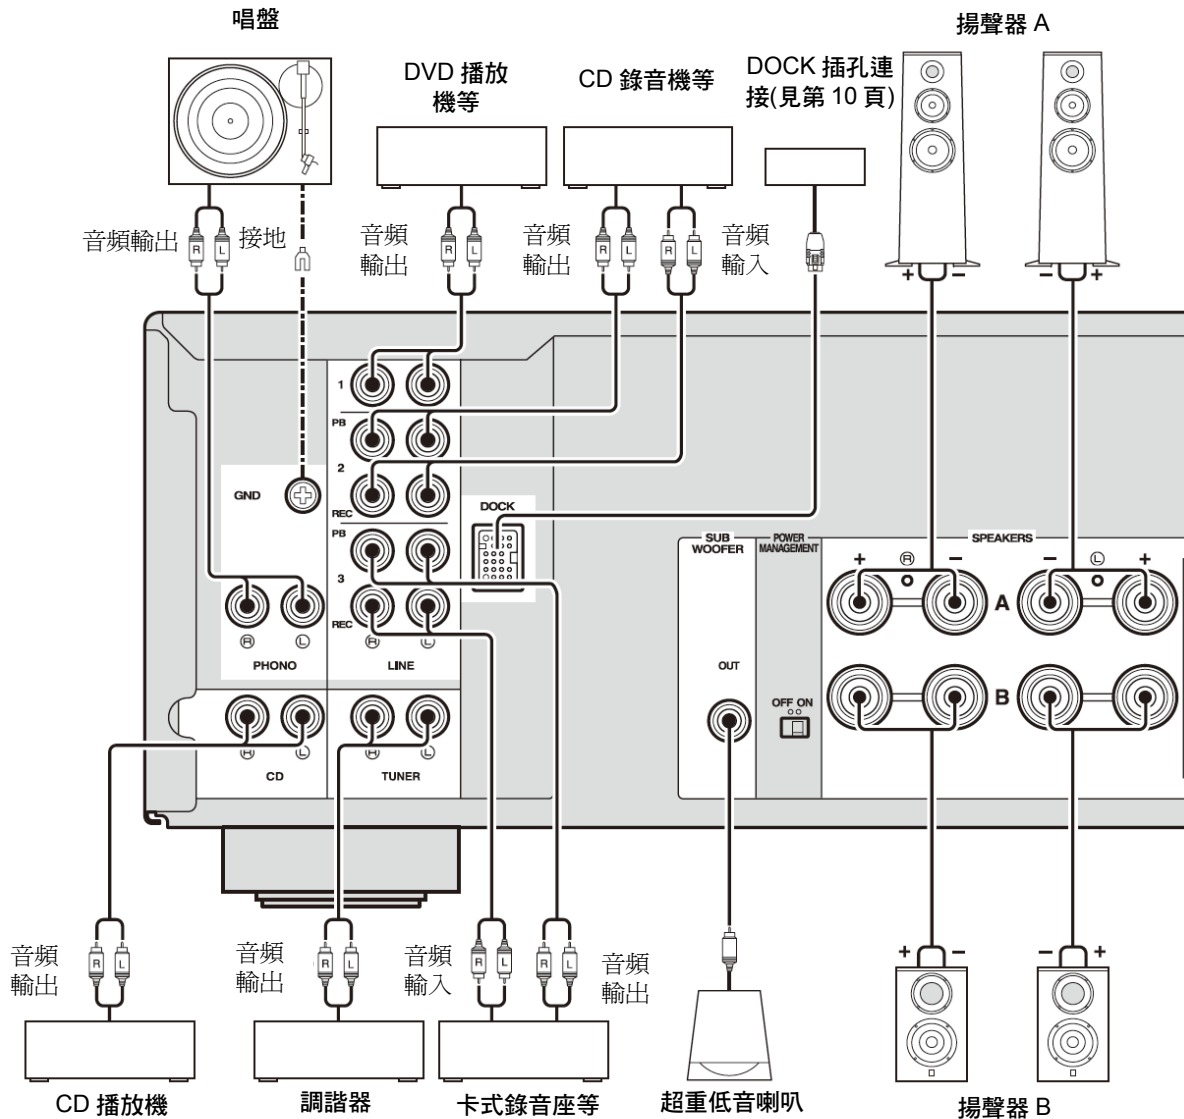 唱盤
DVD 播放
機等
CD 錄音機等
DOCK 插孔連
接(見第 10 頁)
揚聲器 A
音頻輸出
R L
接地
音頻
輸出
R L
音頻
輸出
R L
R L
音頻
輸入
+ −
− +
1
PB
2
REC
PB
3
REC
GND
DOCK
R L
PHONO
R L
LINE
R L
CD
R L
TUNER
SUB
WOOFER
OUT
POWER
MANAGEMENT
OFF ON
SPEAKERS
+ R − − L +
A
B
音頻
輸出
R L
音頻
輸出
R L
音頻
輸入
R L
R L
音頻
輸出
+ −
− +
CD 播放機
調諧器
卡式錄音座等
超重低音喇叭
揚聲器 B